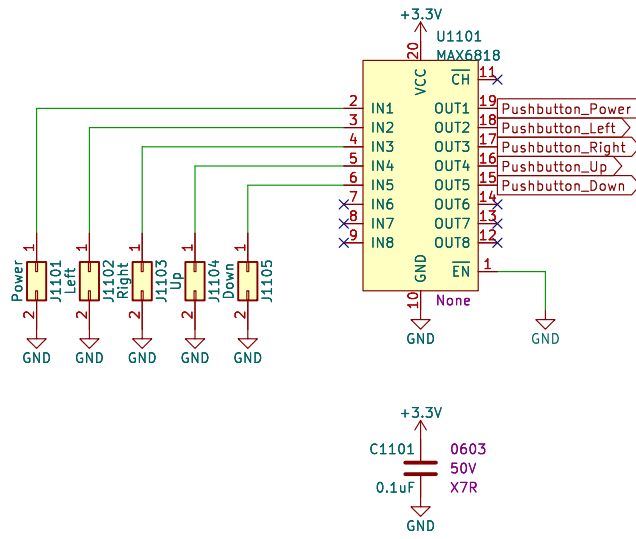 +3.3V
U1101
MAX6818
20
VCC
CH 11
2 IN1 OUT1 19 Pushbutton_Power
3 IN2 OUT2 18 Pushbutton_Left
4 IN3 OUT3 17 Pushbutton_Right
5 IN4 OUT4 16 Pushbutton_Up
6 IN5 OUT5 15 Pushbutton_Down
7 IN6 OUT6 14
8 IN7 OUT7 13
9 IN8 OUT8 12
GND
EN 1
10
None
GND
GND
1 1 1 1 1
Power J1101
Left J1102
Right J1103
Up J1104
Down J1105
2 2 2 2 2
GND GND GND GND GND
+3.3V
C1101 0603
50V
0.1uF X7R
GND